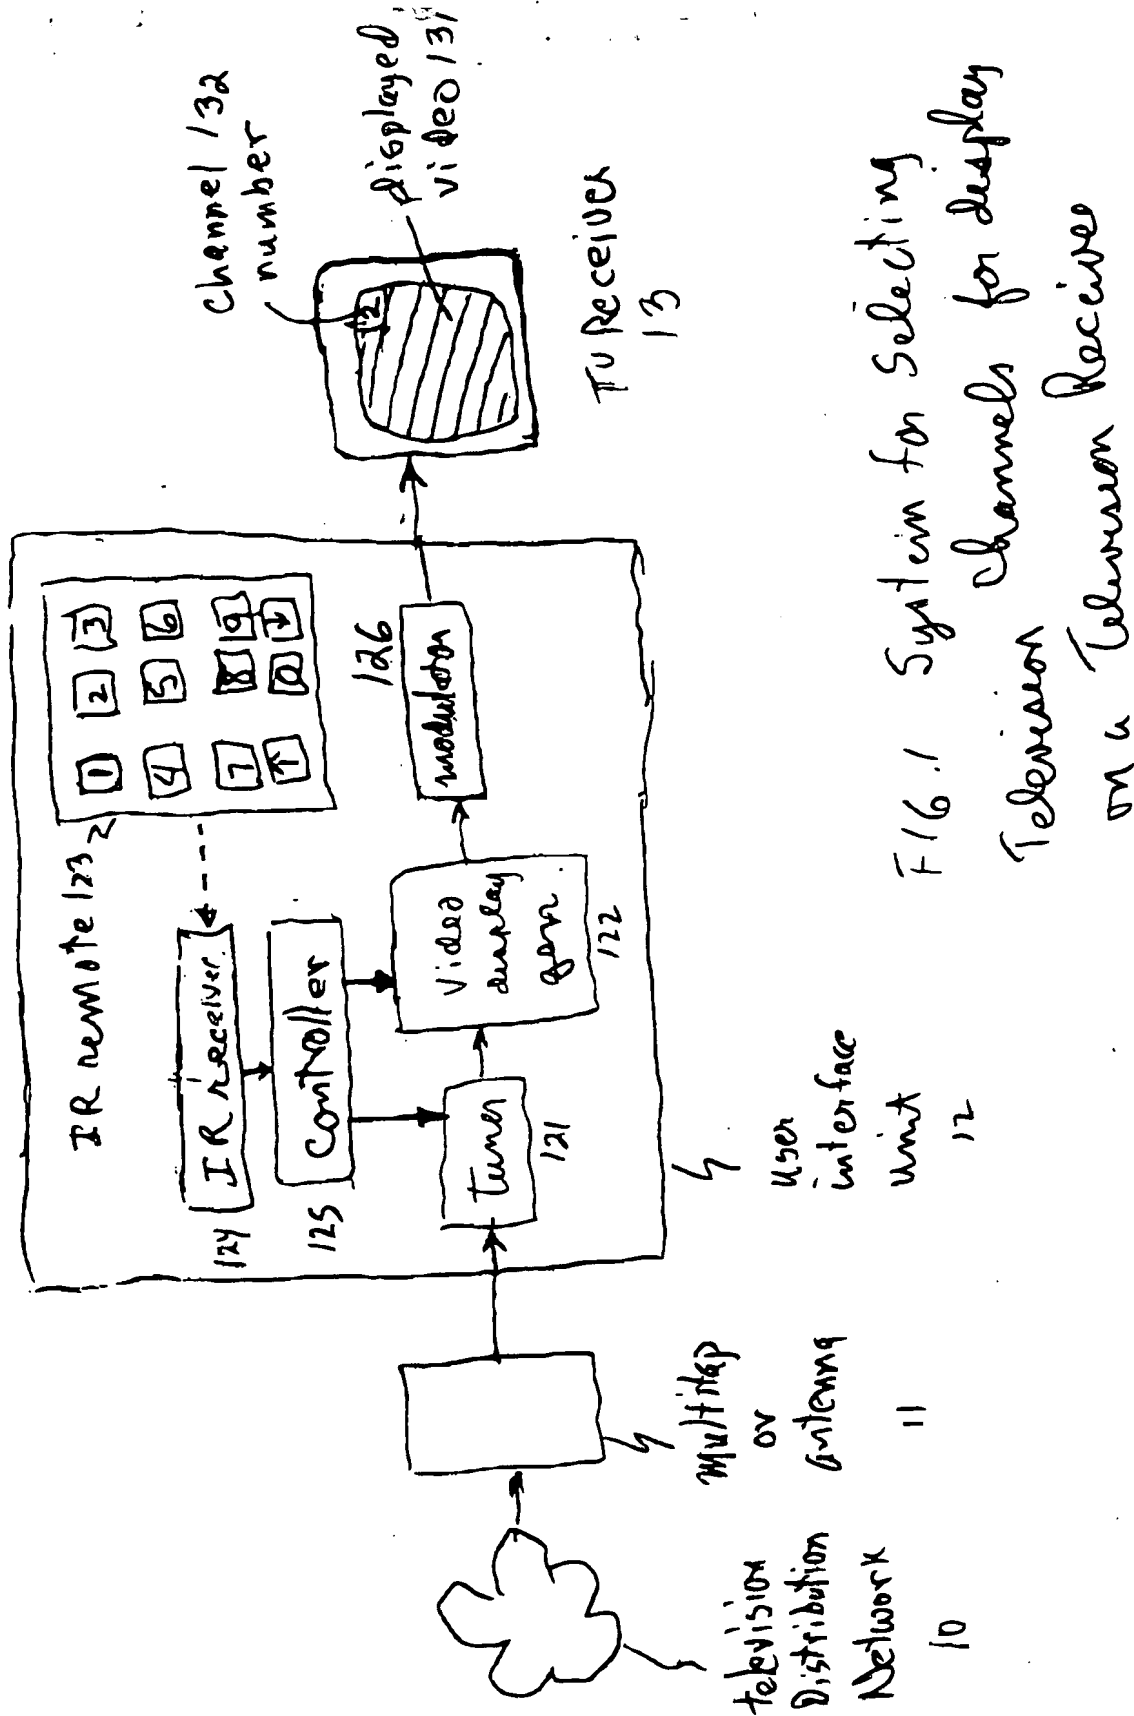 IR remote 123
1 2 3
4 5 6
7 8 9
↑ 0 ↓
IR receiver
124
controller
125
tuner
121
Video
display
gen.
122
modulator
126
channel 132
number
12
displayed
video 131
TV Receiver
13
television
Distribution
Network
10
multitap
or
antenna
11
user
interface
unit
12
FIG. 1 System for Selecting
Television Channels for display
on a Television Receiver